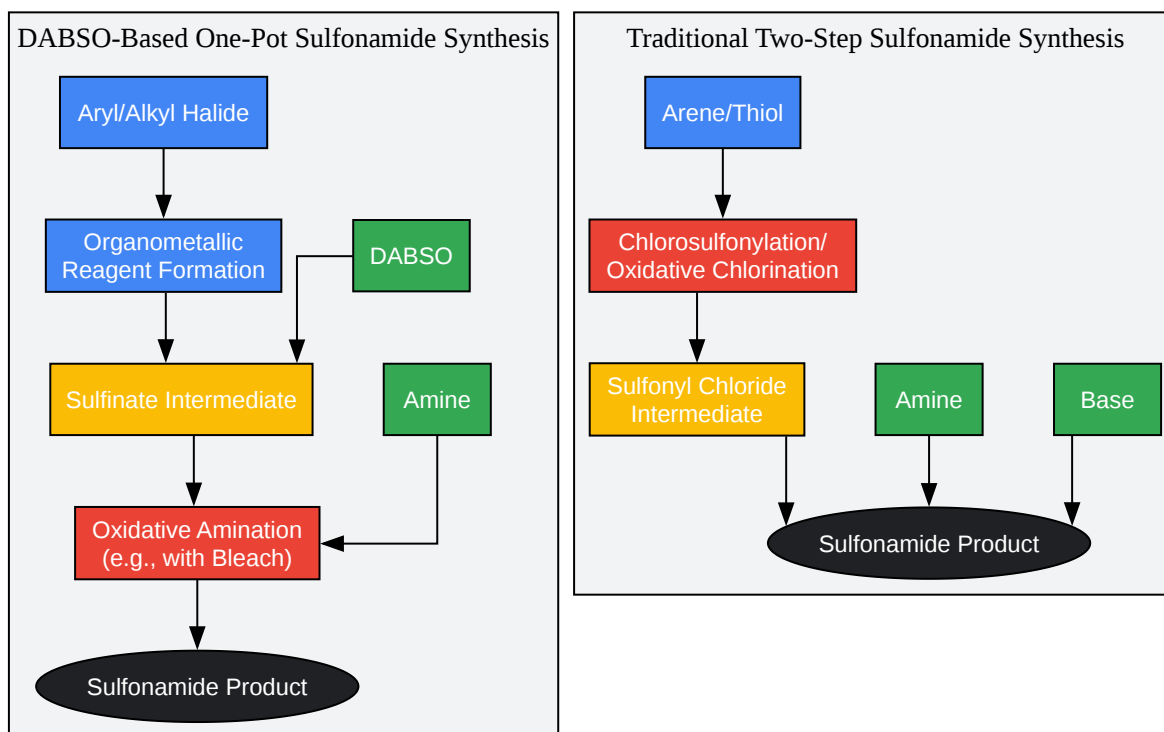 DABSO-Based One-Pot Sulfonamide Synthesis
Aryl/Alkyl Halide
Organometallic
Reagent Formation
DABSO
Sulfinate Intermediate
Amine
Oxidative Amination
(e.g., with Bleach)
Sulfonamide Product
Traditional Two-Step Sulfonamide Synthesis
Arene/Thiol
Chlorosulfonylation/
Oxidative Chlorination
Sulfonyl Chloride
Intermediate
Amine
Base
Sulfonamide Product